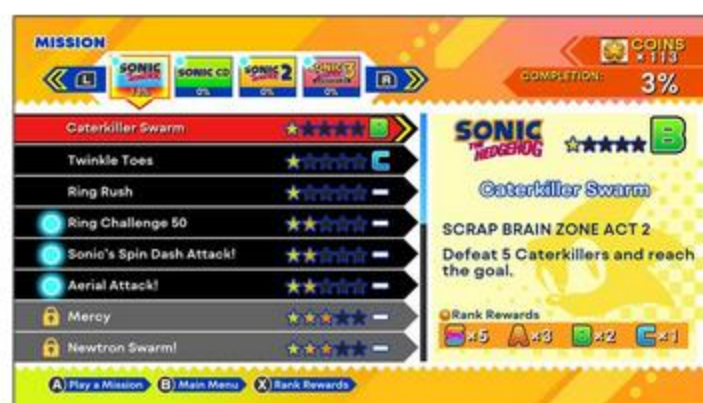 MISSION
COINS
×113
COMPLETION:
3%
L
SONIC
SONIC CD
0%
SONIC 2
0%
SONIC 3
0%
R
Caterkiller Swarm
B
Twinkle Toes
C
Ring Rush
Ring Challenge 50
Sonic's Spin Dash Attack!
Aerial Attack!
Mercy
Newtron Swarm!
SONIC
THE
HEDGEHOG
B
Caterkiller Swarm
SCRAP BRAIN ZONE ACT 2
Defeat 5 Caterkillers and reach
the goal.
Rank Rewards
S×5 A×3 B×2 C×1
A Play a Mission B Main Menu X Rank Rewards